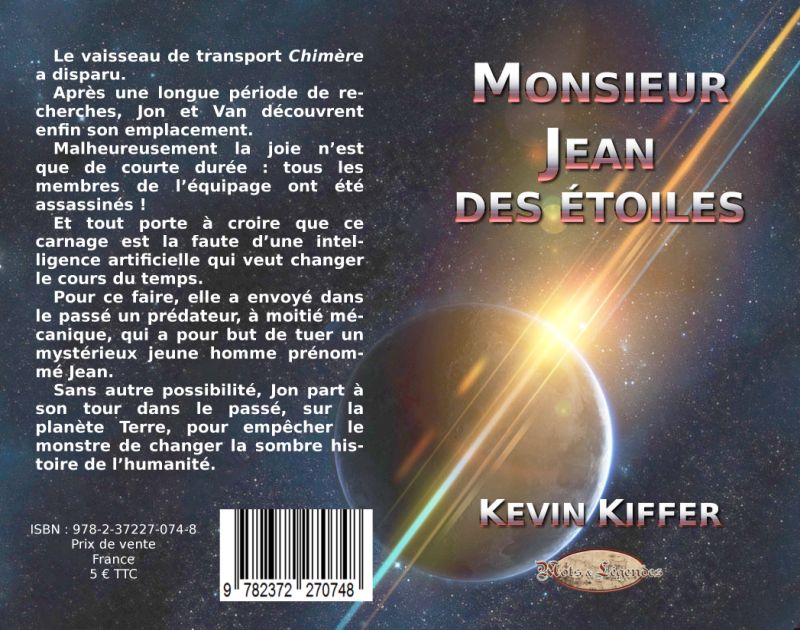 Le vaisseau de transport Chimère
a disparu.
Après une longue période de re-
cherches, Jon et Van découvrent
enfin son emplacement.
Malheureusement la joie n’est
que de courte durée : tous les
membres de l’équipage ont été
assassinés !
Et tout porte à croire que ce
carnage est la faute d’une intel-
ligence artificielle qui veut changer
le cours du temps.
Pour ce faire, elle a envoyé dans
le passé un prédateur, à moitié mé-
canique, qui a pour but de tuer un
mystérieux jeune homme prénom-
mé Jean.
Sans autre possibilité, Jon part à
son tour dans le passé, sur la
planète Terre, pour empêcher le
monstre de changer la sombre his-
toire de l’humanité.
ISBN : 978-2-37227-074-8
Prix de vente
France
5 € TTC
9 782372 270748
MONSIEUR
JEAN
DES ÉTOILES
KEVIN KIFFER
Mots & Légendes